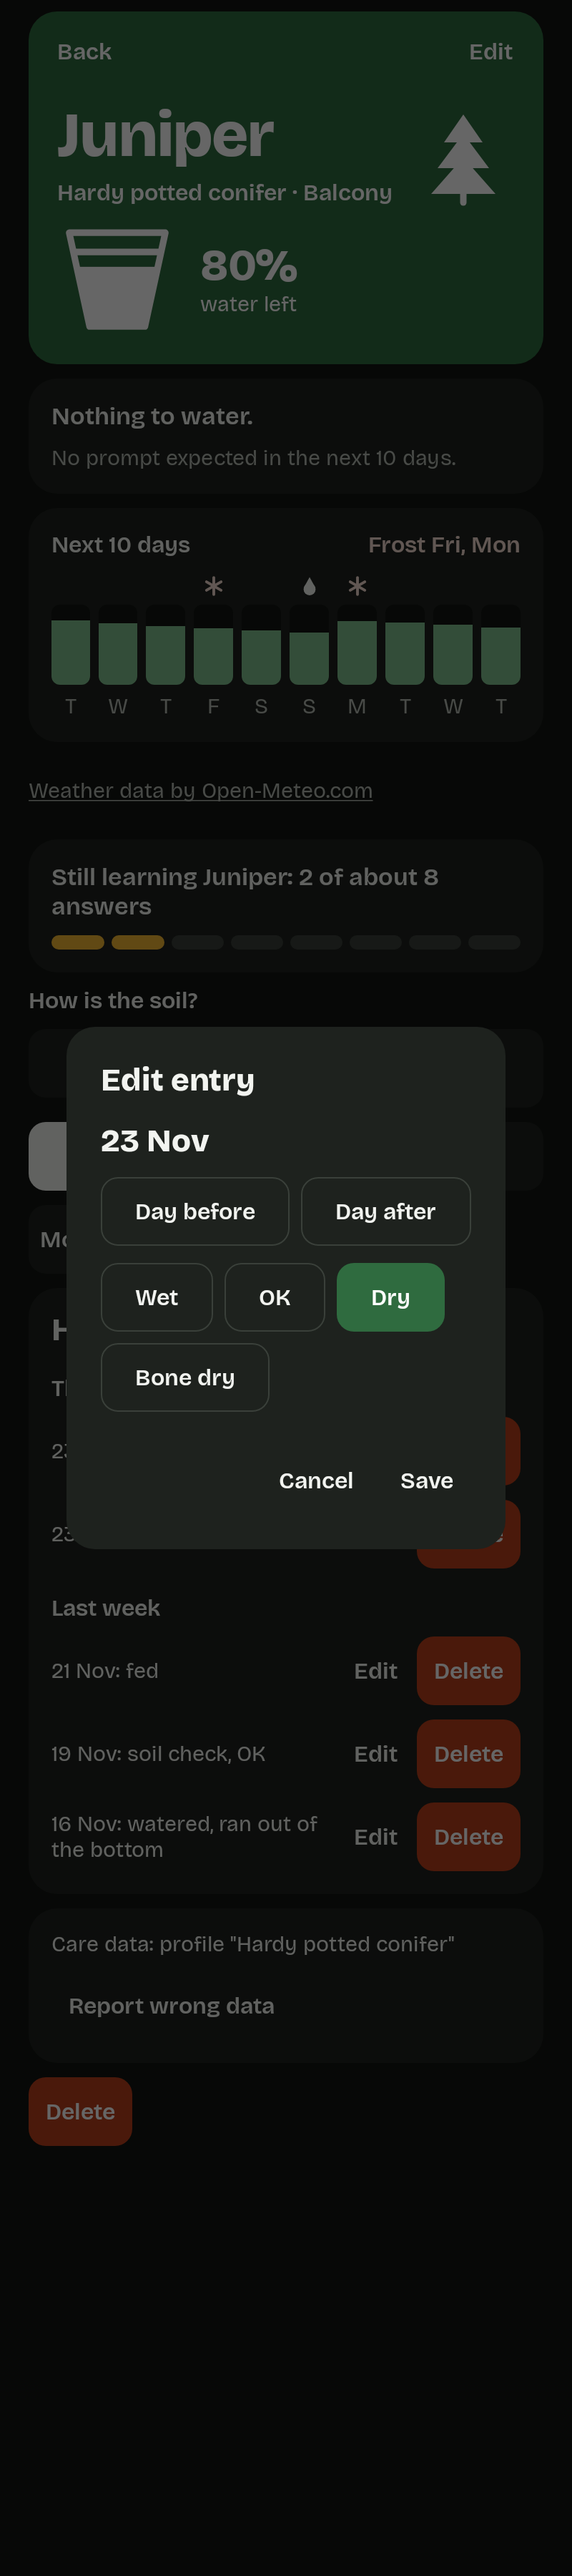 Back
Edit
Juniper
Hardy potted conifer · Balcony
80%
water left
Nothing to water.
No prompt expected in the next 10 days.
Next 10 days
Frost Fri, Mon
T W T F S S M T W T
Weather data by Open-Meteo.com
Still learning Juniper: 2 of about 8
answers
How is the soil?
Edit entry
23 Nov
Day before
Day after
Wet
OK
Dry
Bone dry
Cancel
Save
Last week
21 Nov: fed
Edit
Delete
19 Nov: soil check, OK
Edit
Delete
16 Nov: watered, ran out of
the bottom
Edit
Delete
Care data: profile "Hardy potted conifer"
Report wrong data
Delete